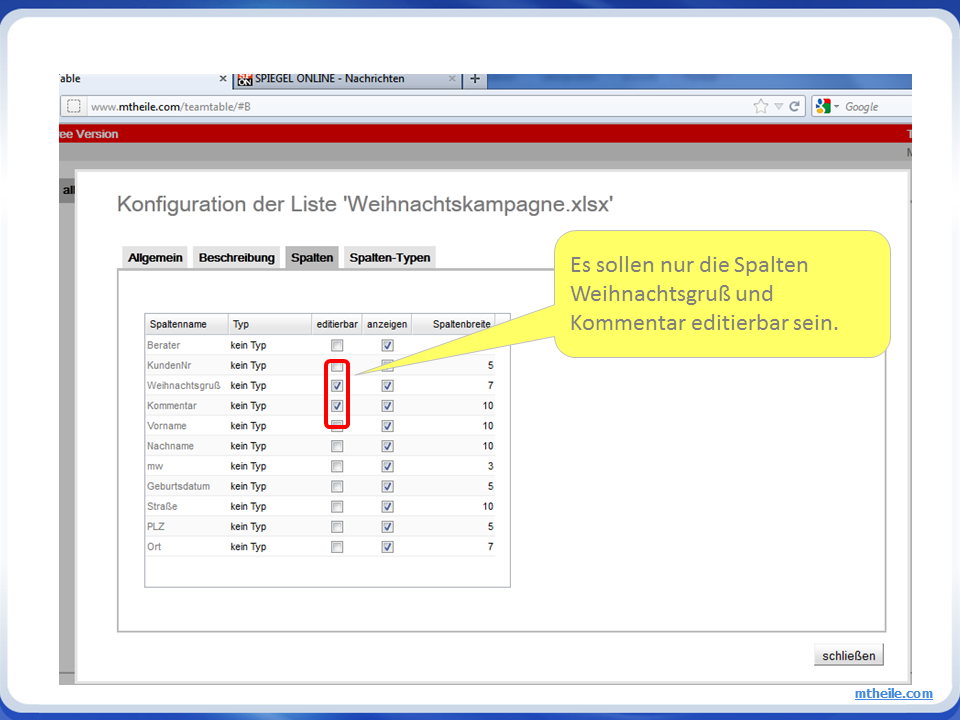 able
SPIEGEL ONLINE - Nachrichten
www.mtheile.com/teamtable/#B
Google
ee Version
T
M
all
Konfiguration der Liste 'Weihnachtskampagne.xlsx'
Allgemein Beschreibung Spalten Spalten-Typen
Es sollen nur die Spalten
Weihnachtsgruß und
Kommentar editierbar sein.
Spaltenname Typ editierbar anzeigen Spaltenbreite
Berater kein Typ
KundenNr kein Typ 5
Weihnachtsgruß kein Typ 7
Kommentar kein Typ 10
Vorname kein Typ 10
Nachname kein Typ 10
mw kein Typ 3
Geburtsdatum kein Typ 5
Straße kein Typ 10
PLZ kein Typ 5
Ort kein Typ 7
schließen
mtheile.com